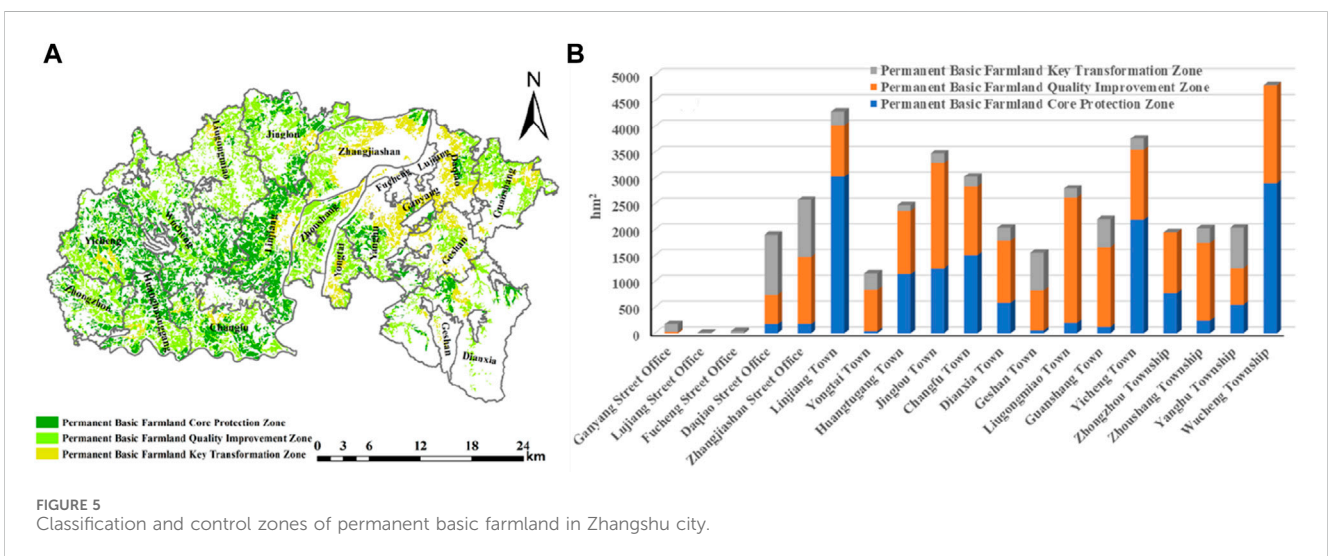 A
N
Liugongmiao
Jinglou
Zhangjiashan
Lujiang
Fucheng
Daqiao
Guanshang
Ganyang
Zhoushang
Wucheng
Linjiang
Yicheng
Yongtai
Yanghu
Geshan
Zhongzhou
Huangtugang
Changfu
Geshan
Dianxia
Permanent Basic Farmland Core Protection Zone
Permanent Basic Farmland Quality Improvement Zone
Permanent Basic Farmland Key Transformation Zone
0 3 6 12 18 24
km
B
Permanent Basic Farmland Key Transformation Zone
Permanent Basic Farmland Quality Improvement Zone
Permanent Basic Farmland Core Protection Zone
5000
4500
4000
3500
3000
2500
2000
1500
1000
500
0
hm²
Ganyang Street Office
Lujiang Street Office
Fucheng Street Office
Daqiao Street Office
Zhangjiashan Street Office
Linjiang Town
Yongtai Town
Huangtugang Town
Jinglou Town
Changfu Town
Dianxia Town
Geshan Town
Liugongmiao Town
Guanshang Town
Yicheng Town
Zhongzhou Township
Zhoushang Township
Yanghu Township
Wucheng Township
FIGURE 5
Classification and control zones of permanent basic farmland in Zhangshu city.